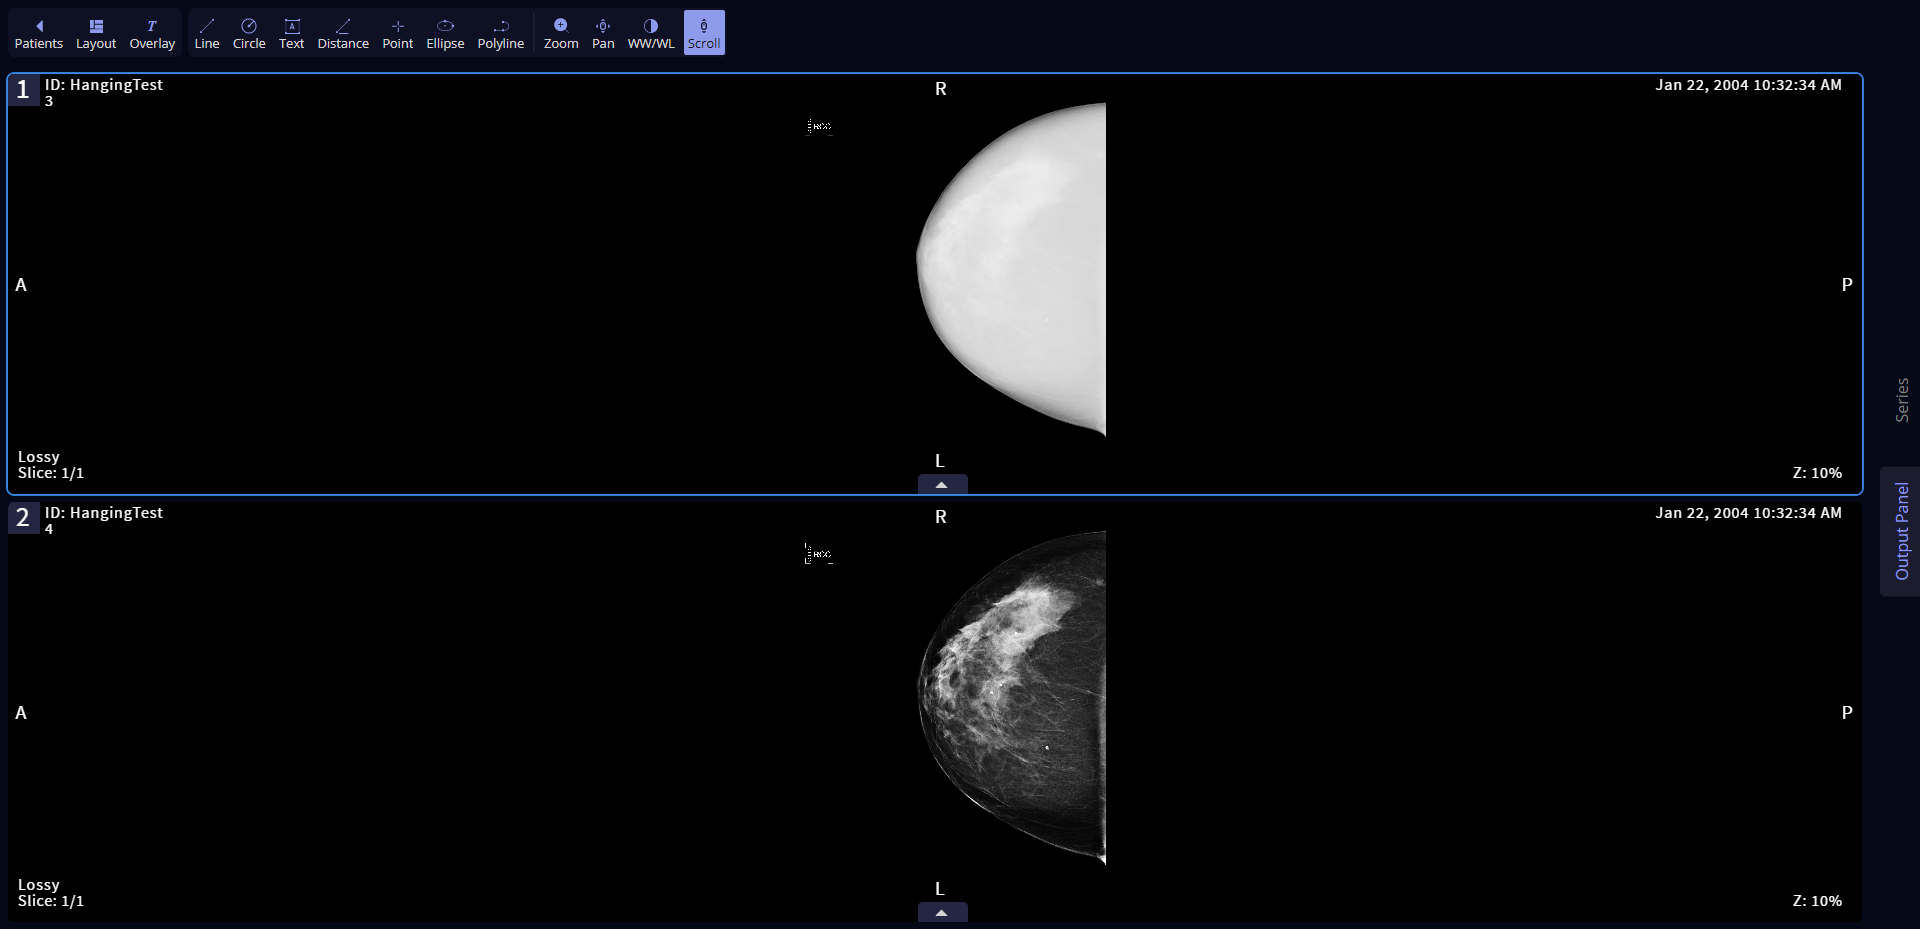 Patients Layout Overlay Line Circle Text Distance Point Ellipse Polyline Zoom Pan WW/WL Scroll
1 ID: HangingTest R Jan 22, 2004 10:32:34 AM
3
RCC
A P
Lossy
Slice: 1/1 L Z: 10%
2 ID: HangingTest R Jan 22, 2004 10:32:34 AM
4
RCC
A P
Lossy
Slice: 1/1 L Z: 10%
Series
Output Panel